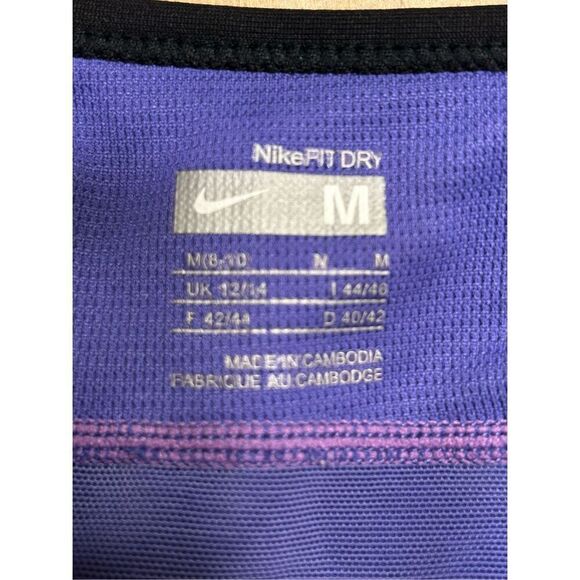 NikeFIT DRY
M
M(8-10) N M
UK 12/14 I 44/46
F 42/44 D 40/42
MADE IN CAMBODIA
FABRIQUE AU CAMBODGE